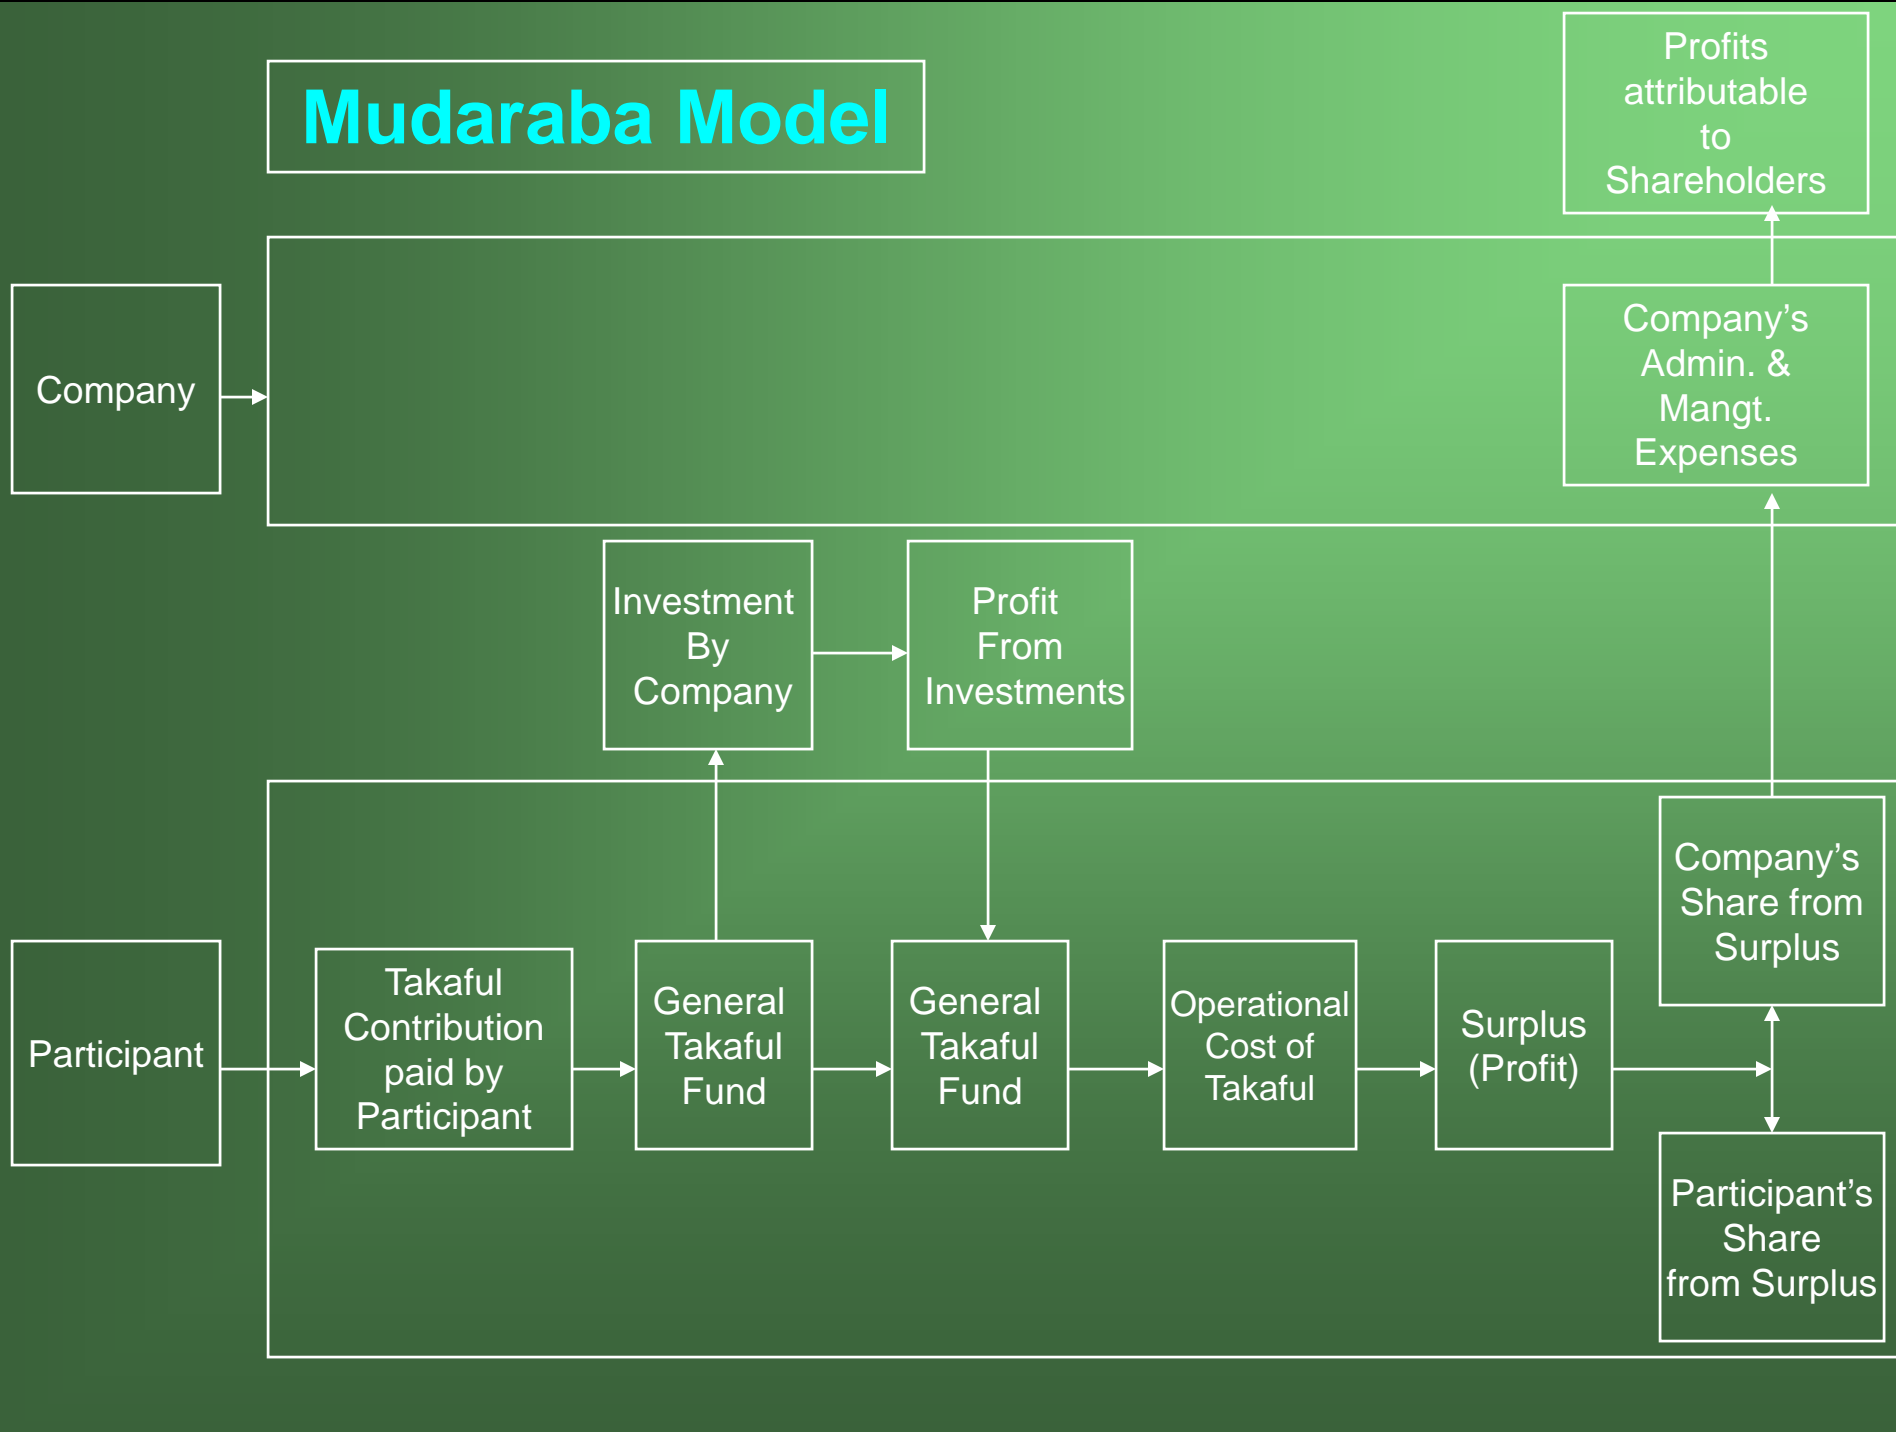 Mudaraba Model
Profits
attributable
to
Shareholders
Company
Company’s
Admin. &
Mangt.
Expenses
Investment
By
Company
Profit
From
Investments
Participant
Takaful
Contribution
paid by
Participant
General
Takaful
Fund
General
Takaful
Fund
Operational
Cost of
Takaful
Surplus
(Profit)
Company’s
Share from
Surplus
Participant’s
Share
from Surplus